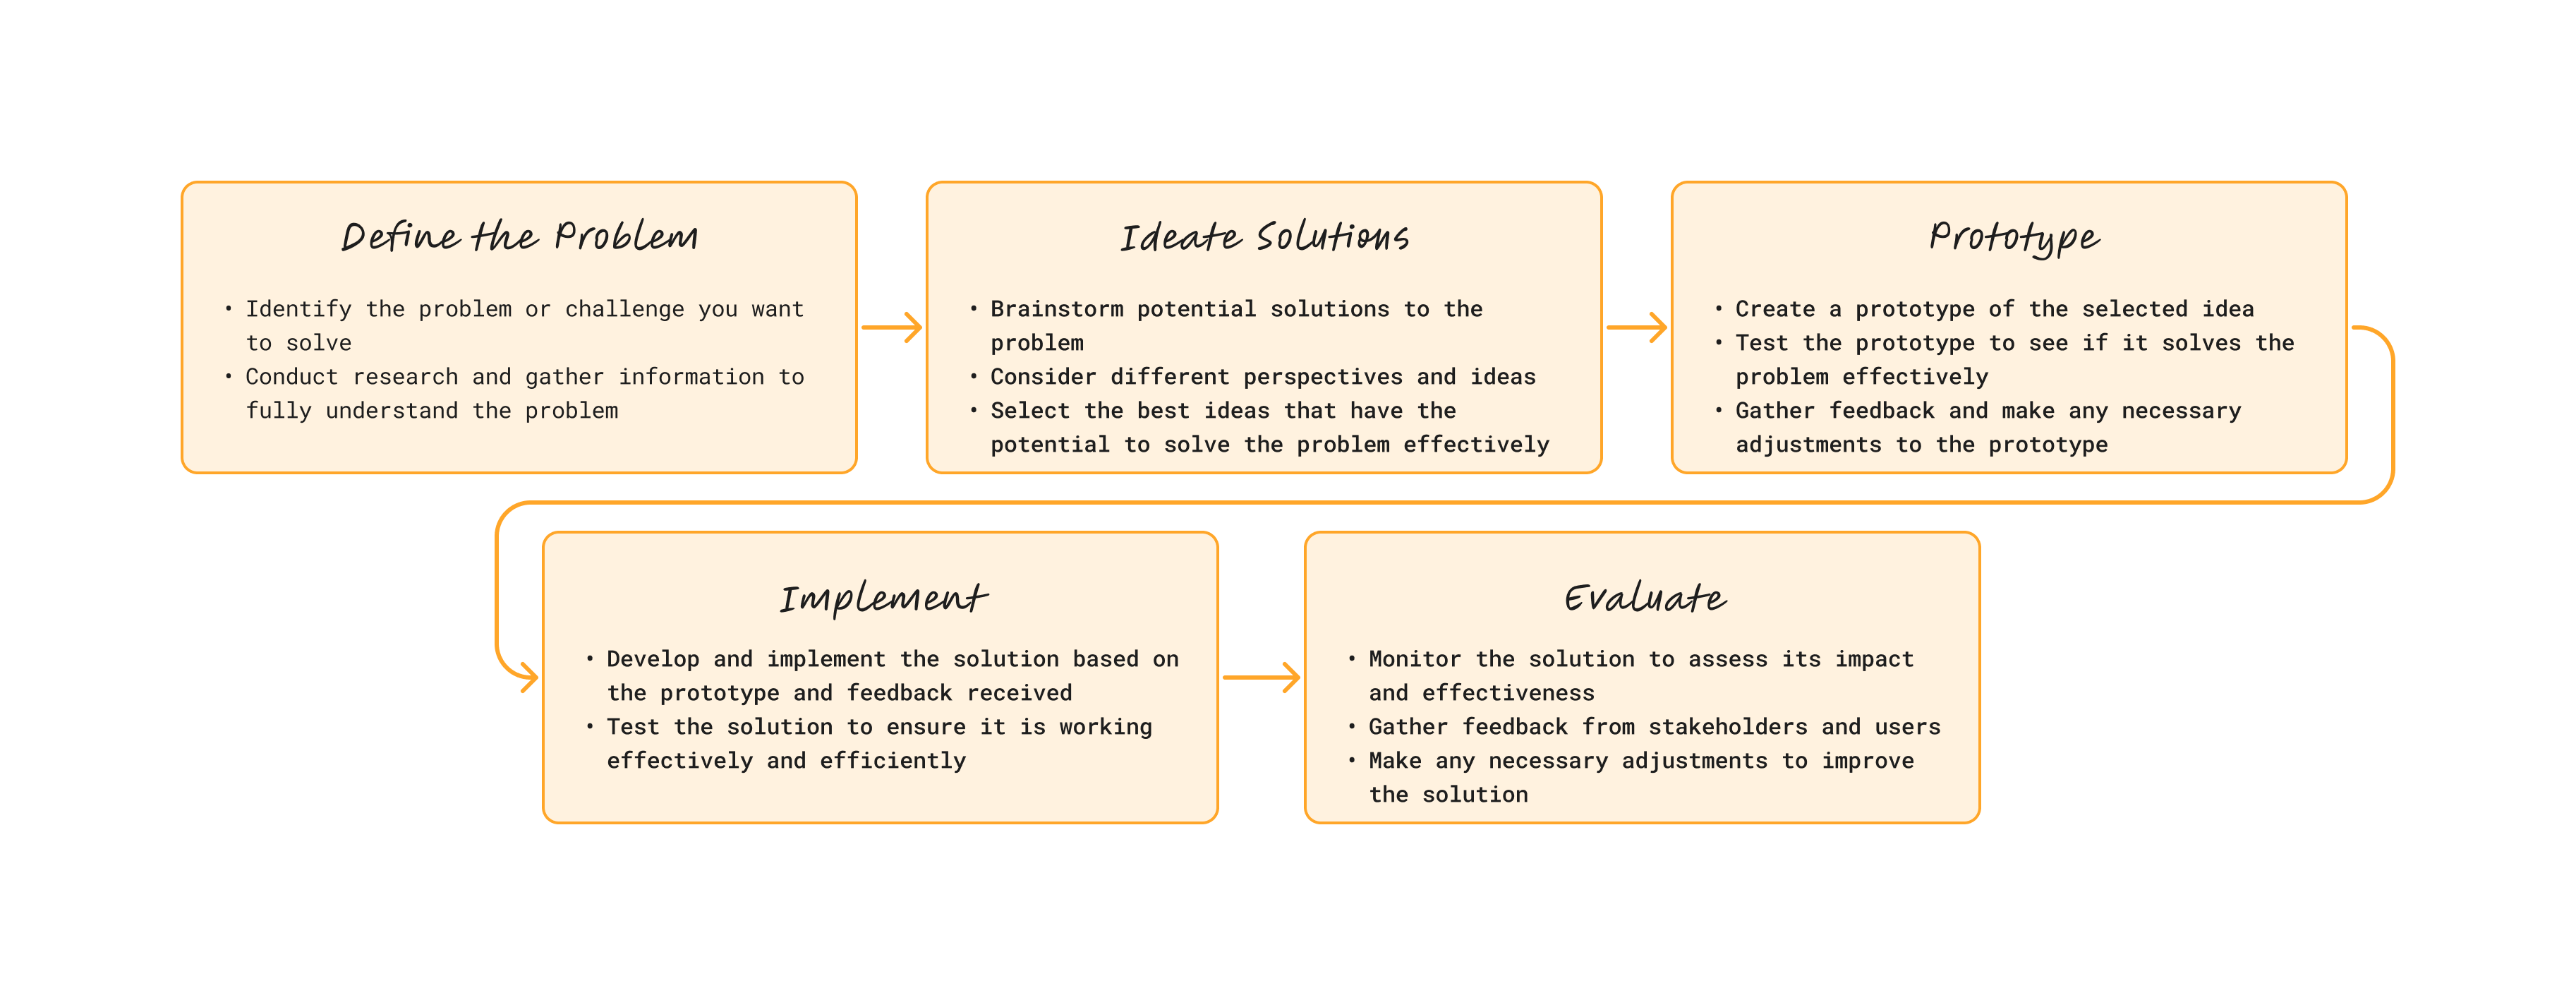 Define the Problem
• Identify the problem or challenge you want
to solve
• Conduct research and gather information to
fully understand the problem
Ideate Solutions
• Brainstorm potential solutions to the
problem
• Consider different perspectives and ideas
• Select the best ideas that have the
potential to solve the problem effectively
Prototype
• Create a prototype of the selected idea
• Test the prototype to see if it solves the
problem effectively
• Gather feedback and make any necessary
adjustments to the prototype
Implement
• Develop and implement the solution based on
the prototype and feedback received
• Test the solution to ensure it is working
effectively and efficiently
Evaluate
• Monitor the solution to assess its impact
and effectiveness
• Gather feedback from stakeholders and users
• Make any necessary adjustments to improve
the solution